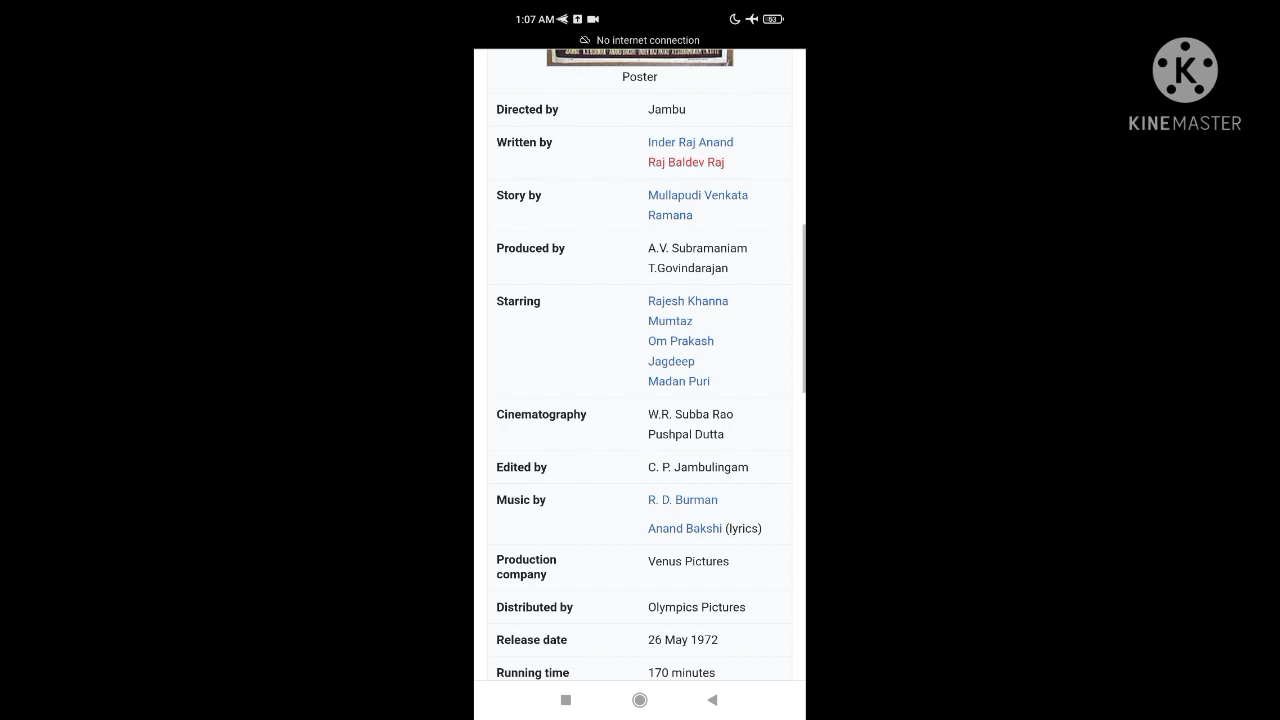 1:07 AM
53
No internet connection
K
KINEMASTER
Poster
Directed by Jambu
Written by Inder Raj Anand
Raj Baldev Raj
Story by Mullapudi Venkata
Ramana
Produced by A.V. Subramaniam
T.Govindarajan
Starring Rajesh Khanna
Mumtaz
Om Prakash
Jagdeep
Madan Puri
Cinematography W.R. Subba Rao
Pushpal Dutta
Edited by C. P. Jambulingam
Music by R. D. Burman
Anand Bakshi (lyrics)
Production Venus Pictures
company
Distributed by Olympics Pictures
Release date 26 May 1972
Running time 170 minutes